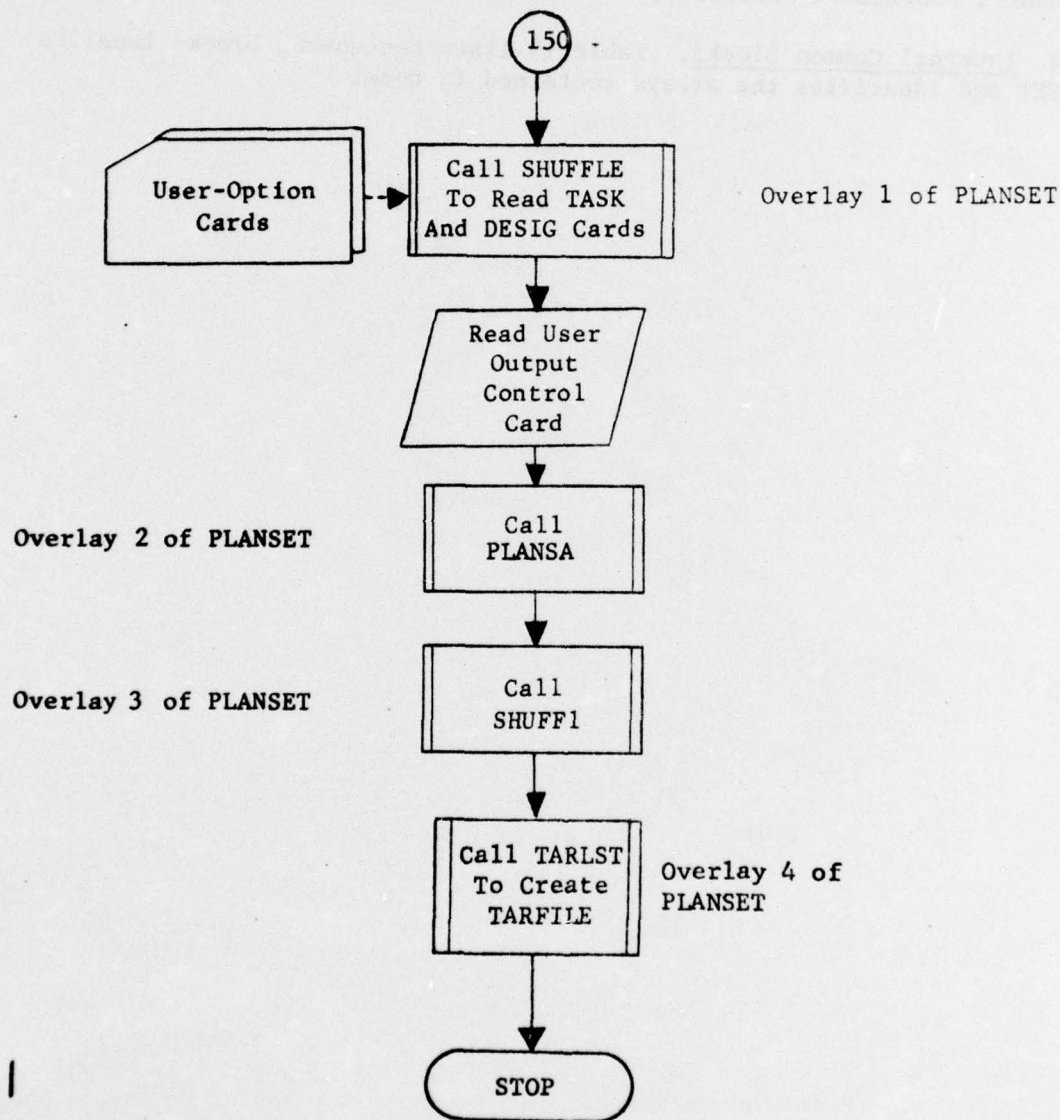 150
User-Option
Cards
Call SHUFFLE
To Read TASK
And DESIG Cards
Overlay 1 of PLANSET
Read User
Output
Control
Card
Overlay 2 of PLANSET
Call
PLANSA
Overlay 3 of PLANSET
Call
SHUFF1
Call TARLST
To Create
TARFILE
Overlay 4 of
PLANSET
STOP